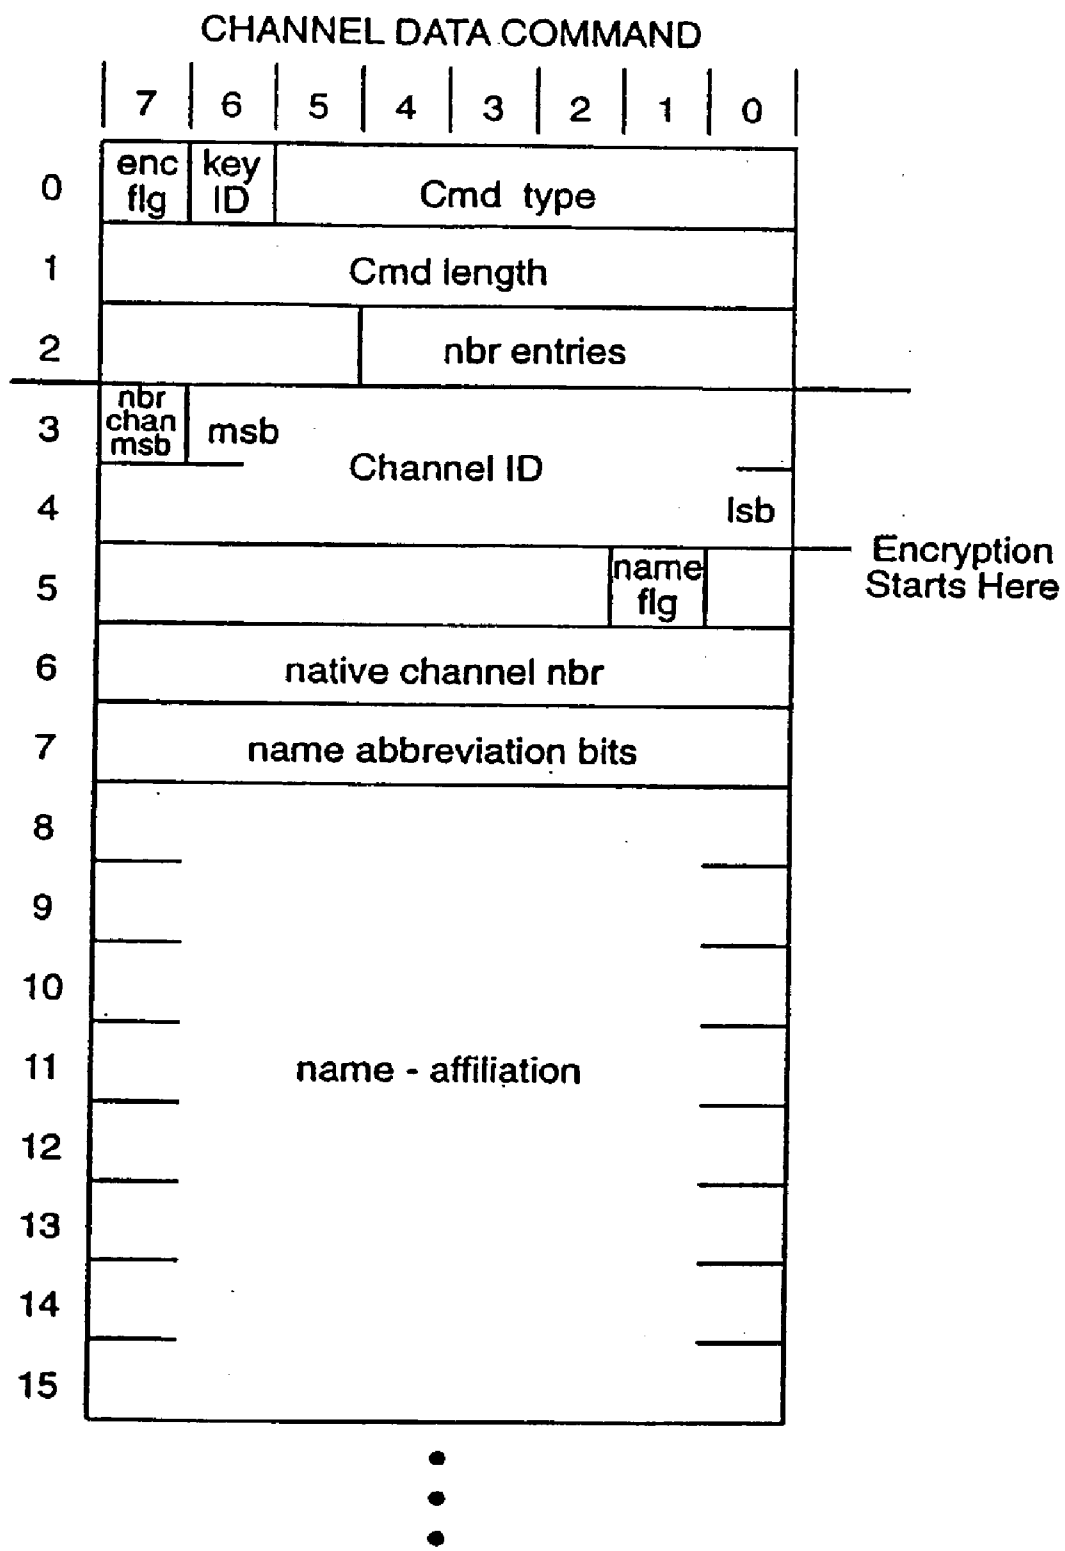 CHANNEL DATA COMMAND
7 6 5 4 3 2 1 0
0
enc
flg
key
ID
Cmd type
1
Cmd length
2
nbr entries
3
nbr
chan
msb
msb
Channel ID
4
lsb
Encryption
Starts Here
5
name
flg
6
native channel nbr
7
name abbreviation bits
8
9
10
11
name - affiliation
12
13
14
15